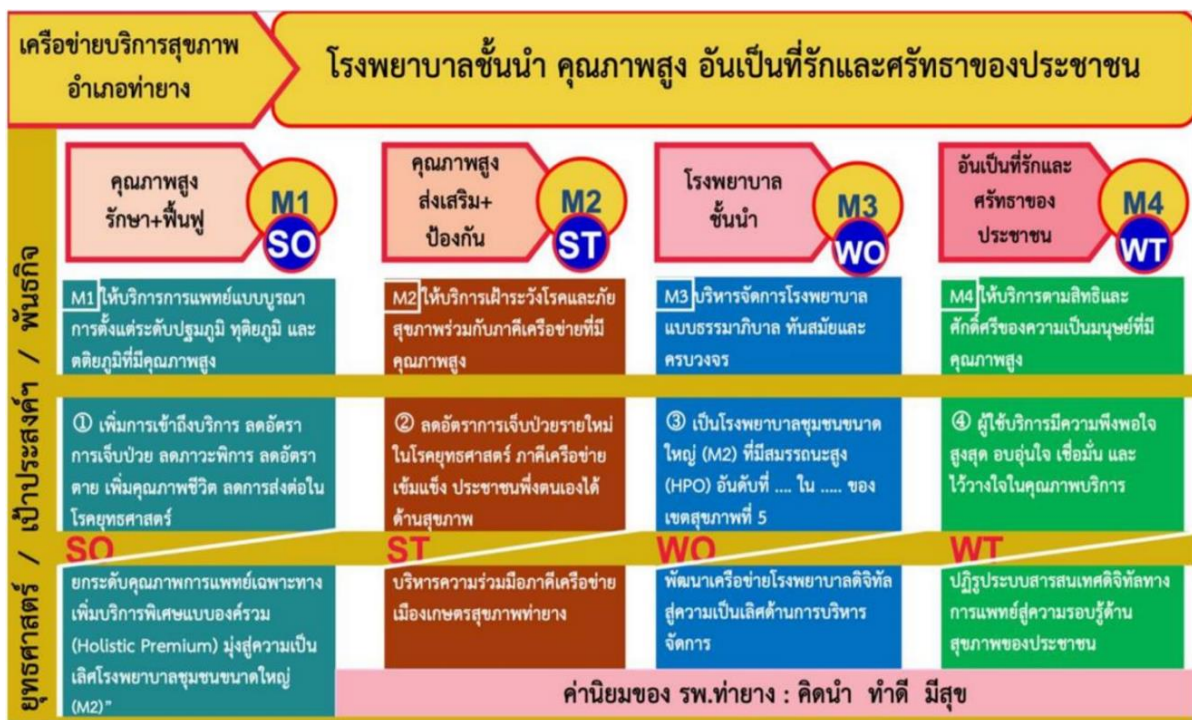 เครือข่ายบริการสุขภาพ
อำเภอท่ายาง
โรงพยาบาลชั้นนำ คุณภาพสูง อันเป็นที่รักและศรัทธาของประชาชน
ยุทธศาสตร์ / เป้าประสงค์ฯ / พันธกิจ
คุณภาพสูง
รักษา+ฟื้นฟู
M1
SO
คุณภาพสูง
ส่งเสริม+
ป้องกัน
M2
ST
โรงพยาบาล
ชั้นนำ
M3
WO
อันเป็นที่รักและ
ศรัทธาของ
ประชาชน
M4
WT
M1 ให้บริการการแพทย์แบบบูรณา
การตั้งแต่ระดับปฐมภูมิ ทุติยภูมิ และ
ตติยภูมิที่มีคุณภาพสูง
M2 ให้บริการเฝ้าระวังโรคและภัย
สุขภาพร่วมกับภาคีเครือข่ายที่มี
คุณภาพสูง
M3 บริหารจัดการโรงพยาบาล
แบบธรรมาภิบาล ทันสมัยและ
ครบวงจร
M4 ให้บริการตามสิทธิและ
ศักดิ์ศรีของความเป็นมนุษย์ที่มี
คุณภาพสูง
① เพิ่มการเข้าถึงบริการ ลดอัตรา
การเจ็บป่วย ลดภาวะพิการ ลดอัตรา
ตาย เพิ่มคุณภาพชีวิต ลดการส่งต่อใน
โรคยุทธศาสตร์
② ลดอัตราการเจ็บป่วยรายใหม่
ในโรคยุทธศาสตร์ ภาคีเครือข่าย
เข้มแข็ง ประชาชนพึ่งตนเองได้
ด้านสุขภาพ
③ เป็นโรงพยาบาลชุมชนขนาด
ใหญ่ (M2) ที่มีสมรรถนะสูง
(HPO) อันดับที่ .... ใน ..... ของ
เขตสุขภาพที่ 5
④ ผู้ใช้บริการมีความพึงพอใจ
สูงสุด อบอุ่นใจ เชื่อมั่น และ
ไว้วางใจในคุณภาพบริการ
SO
ยกระดับคุณภาพการแพทย์เฉพาะทาง
เพิ่มบริการพิเศษแบบองค์รวม
(Holistic Premium) มุ่งสู่ความเป็น
เลิศโรงพยาบาลชุมชนขนาดใหญ่
(M2)”
ST
บริหารความร่วมมือภาคีเครือข่าย
เมืองเกษตรสุขภาพท่ายาง
WO
พัฒนาเครือข่ายโรงพยาบาลดิจิทัล
สู่ความเป็นเลิศด้านการบริหาร
จัดการ
WT
ปฏิรูประบบสารสนเทศดิจิทัลทาง
การแพทย์สู่ความรอบรู้ด้าน
สุขภาพของประชาชน
ค่านิยมของ รพ.ท่ายาง : คิดนำ ทำดี มีสุข